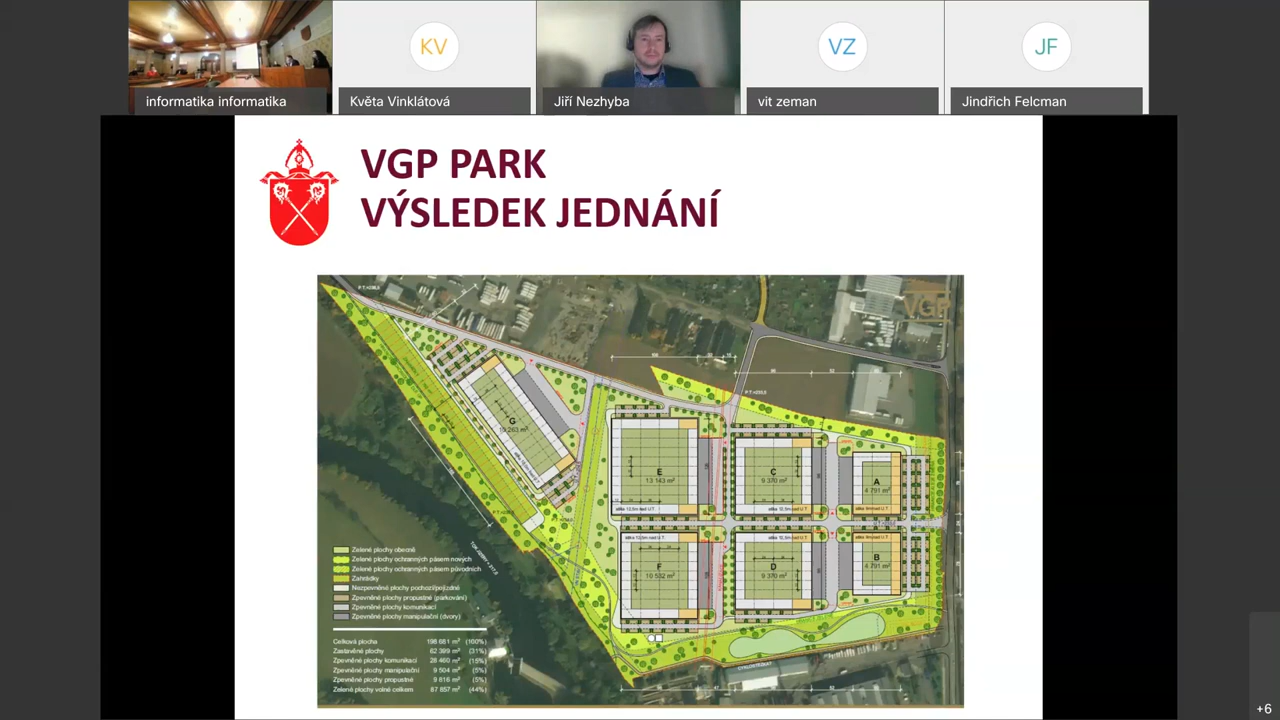 KV
VZ
JF
informatika informatika
Květa Vinklátová
Jiří Nezhyba
vit zeman
Jindřich Felcman
VGP PARK
VÝSLEDEK JEDNÁNÍ
VGP
G
E
13 143 m²
C
9 370 m²
A
4 791 m²
F
10 532 m²
D
9 370 m²
B
4 791 m²
CYKLOSTEZKA
Zelené plochy obecně
Zelené plochy ochranných pásem nových
Zelené plochy ochranných pásem původních
Zahrádky
Nezpevněné plochy pochozí/pojízdné
Zpevněné plochy propustné (parkování)
Zpevněné plochy komunikací
Zpevněné plochy manipulační (dvory)
Celková plocha 198 681 m² (100%)
Zastavěné plochy 62 389 m² (31%)
Zpevněné plochy komunikací 28 460 m² (15%)
Zpevněné plochy manipulační 9 504 m² (5%)
Zpevněné plochy propustné 9 816 m² (5%)
Zelené plochy volné celkem 87 857 m² (44%)
+6